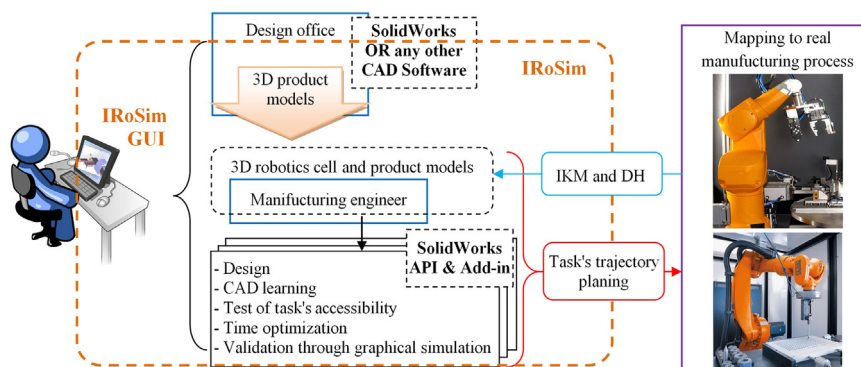 Design office
SolidWorks
OR any other
CAD Software
IRoSim
3D product
models
IRoSim
GUI
3D robotics cell and product models
Manifucturing engineer
SolidWorks
API & Add-in
- Design
- CAD learning
- Test of task's accessibility
- Time optimization
- Validation through graphical simulation
IKM and DH
Task's trajectory
planing
Mapping to real
manufucturing process